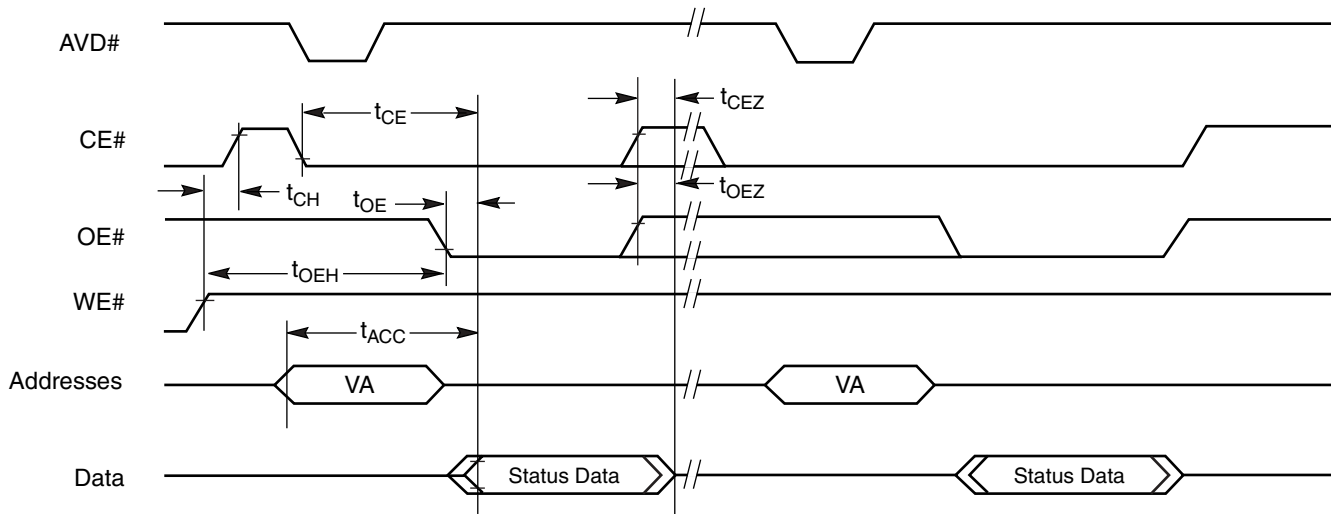 AVD#
tCEZ
tCE
CE#
tCH
tOE
tOEZ
OE#
tOEH
WE#
tACC
Addresses
VA
VA
Data
Status Data
Status Data